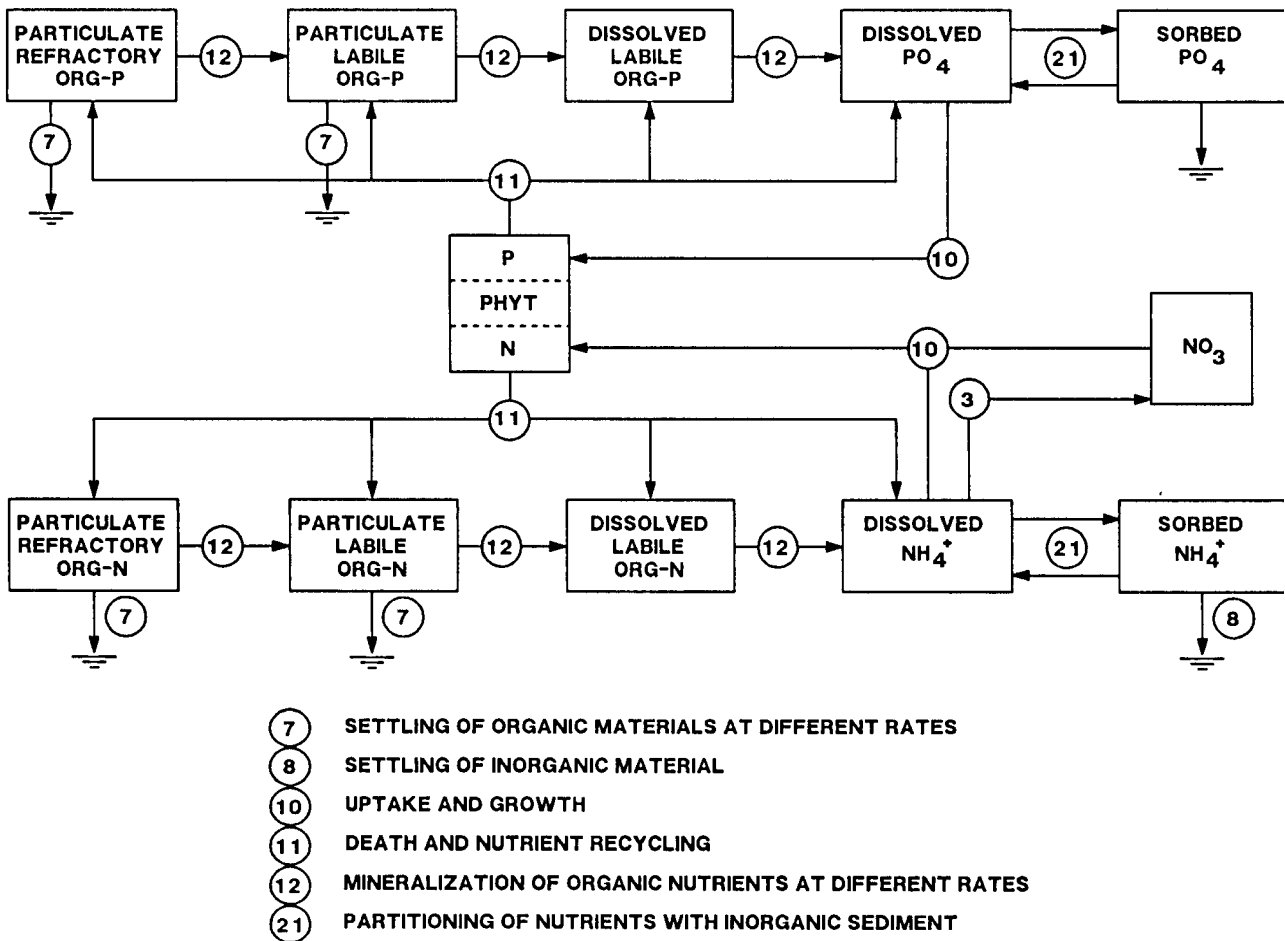 PARTICULATE
REFRACTORY
ORG-P
12
PARTICULATE
LABILE
ORG-P
12
DISSOLVED
LABILE
ORG-P
12
DISSOLVED
PO4
21
SORBED
PO4
7
7
11
P
PHYT
N
10
10
NO3
3
11
PARTICULATE
REFRACTORY
ORG-N
12
PARTICULATE
LABILE
ORG-N
12
DISSOLVED
LABILE
ORG-N
12
DISSOLVED
NH4+
21
SORBED
NH4+
7
7
8
7 SETTLING OF ORGANIC MATERIALS AT DIFFERENT RATES
8 SETTLING OF INORGANIC MATERIAL
10 UPTAKE AND GROWTH
11 DEATH AND NUTRIENT RECYCLING
12 MINERALIZATION OF ORGANIC NUTRIENTS AT DIFFERENT RATES
21 PARTITIONING OF NUTRIENTS WITH INORGANIC SEDIMENT